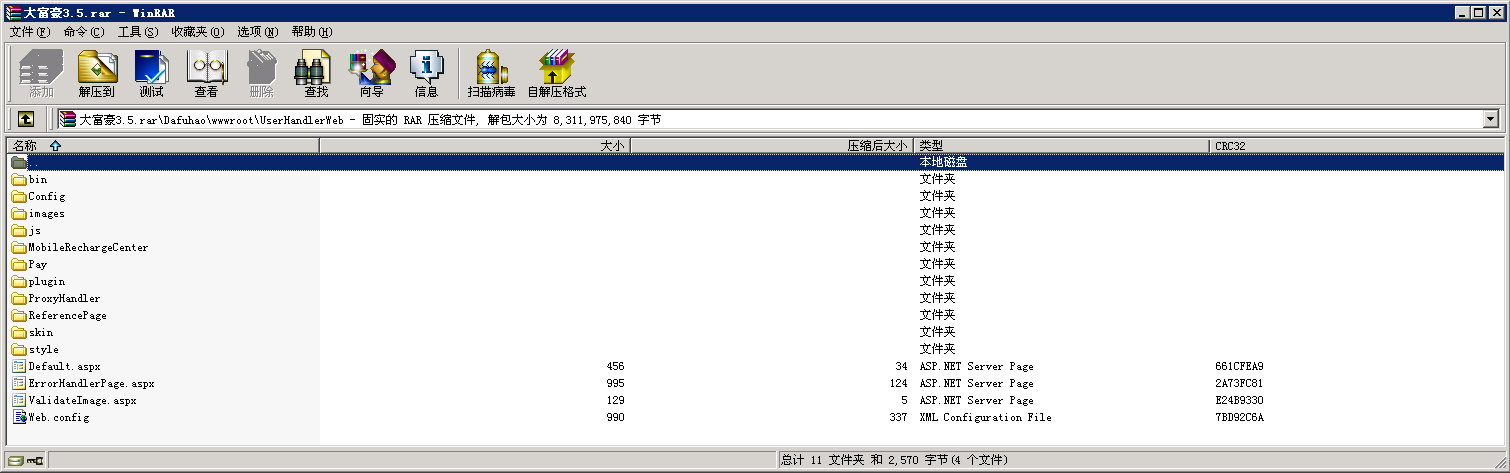 大富豪3.5.rar - WinRAR
文件(F) 命令(C) 工具(S) 收藏夹(O) 选项(N) 帮助(H)
添加 解压到 测试 查看 删除 查找 向导 信息 扫描病毒 自解压格式
大富豪3.5.rar\Dafuhao\wwwroot\UserHandlerWeb - 固实的 RAR 压缩文件, 解包大小为 8,311,975,840 字节
名称 大小 压缩后大小 类型 CRC32
.. 本地磁盘
bin 文件夹
Config 文件夹
images 文件夹
js 文件夹
MobileRechargeCenter 文件夹
Pay 文件夹
plugin 文件夹
ProxyHandler 文件夹
ReferencePage 文件夹
skin 文件夹
style 文件夹
Default.aspx 456 34 ASP.NET Server Page 661CFEA9
ErrorHandlerPage.aspx 995 124 ASP.NET Server Page 2A73FC81
ValidateImage.aspx 129 5 ASP.NET Server Page E24B9330
Web.config 990 337 XML Configuration File 7BD92C6A
总计 11 文件夹 和 2,570 字节(4 个文件)